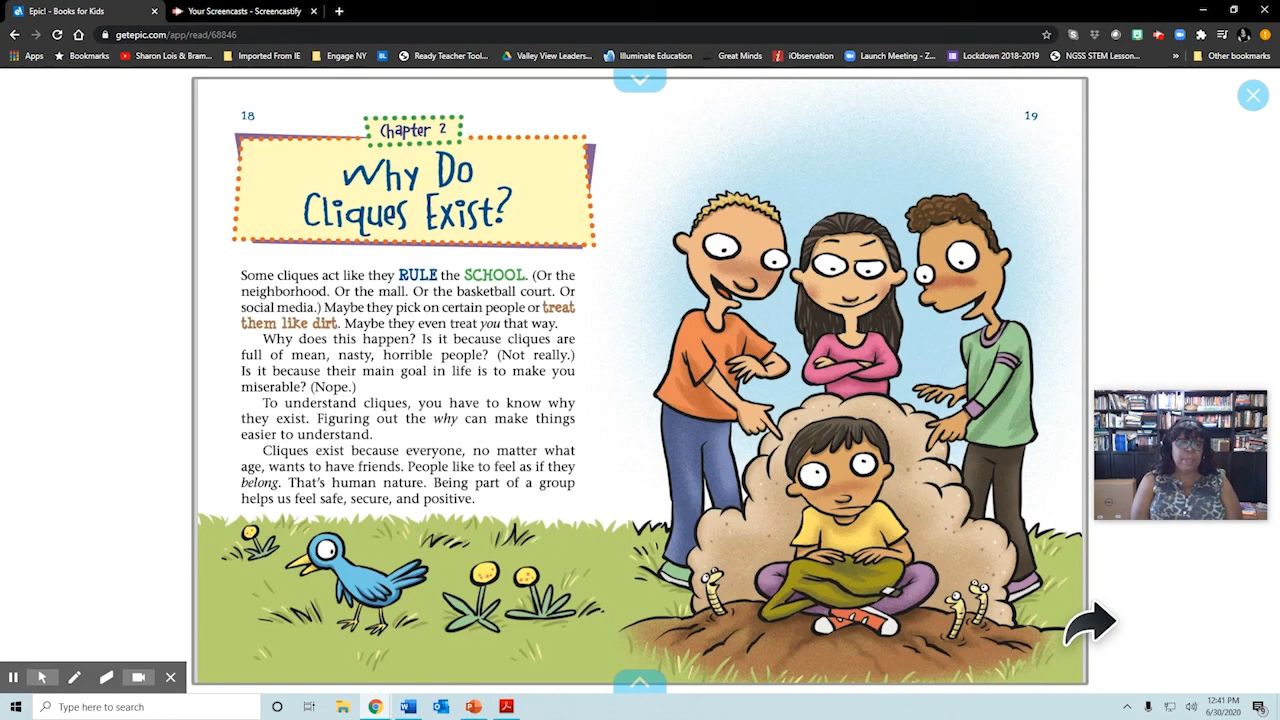 Epic! - Books for Kids
Your Screencasts - Screencastify
getepic.com/app/read/68846
Apps
Bookmarks
Sharon Lois & Bram...
Imported From IE
Engage NY
BL
Ready Teacher Tool...
Valley View Leaders...
Illuminate Education
Great Minds
iObservation
Launch Meeting - Z...
Lockdown 2018-2019
NGSS STEM Lesson...
Other bookmarks
18
19
Chapter 2
Why Do
Cliques Exist?
Some cliques act like they RULE the SCHOOL. (Or the
neighborhood. Or the mall. Or the basketball court. Or
social media.) Maybe they pick on certain people or treat
them like dirt. Maybe they even treat you that way.
Why does this happen? Is it because cliques are
full of mean, nasty, horrible people? (Not really.)
Is it because their main goal in life is to make you
miserable? (Nope.)
To understand cliques, you have to know why
they exist. Figuring out the why can make things
easier to understand.
Cliques exist because everyone, no matter what
age, wants to have friends. People like to feel as if they
belong. That's human nature. Being part of a group
helps us feel safe, secure, and positive.
Type here to search
12:41 PM
6/30/2020